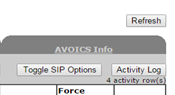 Refresh
AVOICS Info
Toggle SIP Options Activity Log
4 activity row(s)
Force